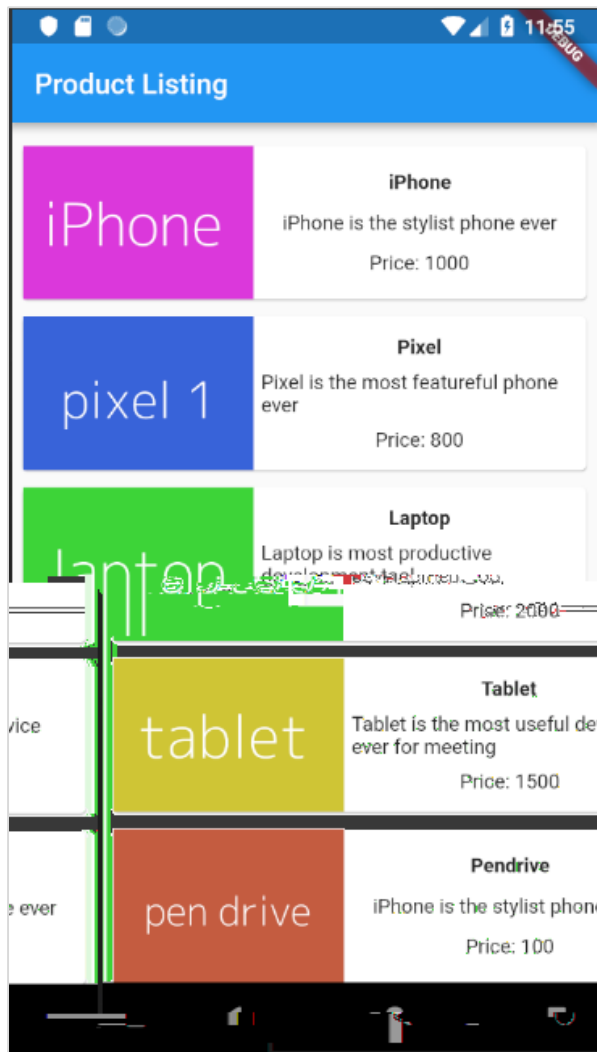 11:55
DEBUG
Product Listing
iPhone
iPhone
iPhone is the stylist phone ever
Price: 1000
pixel 1
Pixel
Pixel is the most featureful phone
ever
Price: 800
laptop
Laptop
Laptop is most productive
Price: 2000
tablet
Tablet
Tablet is the most useful de
vice
ever for meeting
Price: 1500
pen drive
Pendrive
iPhone is the stylist phon
e ever
Price: 100